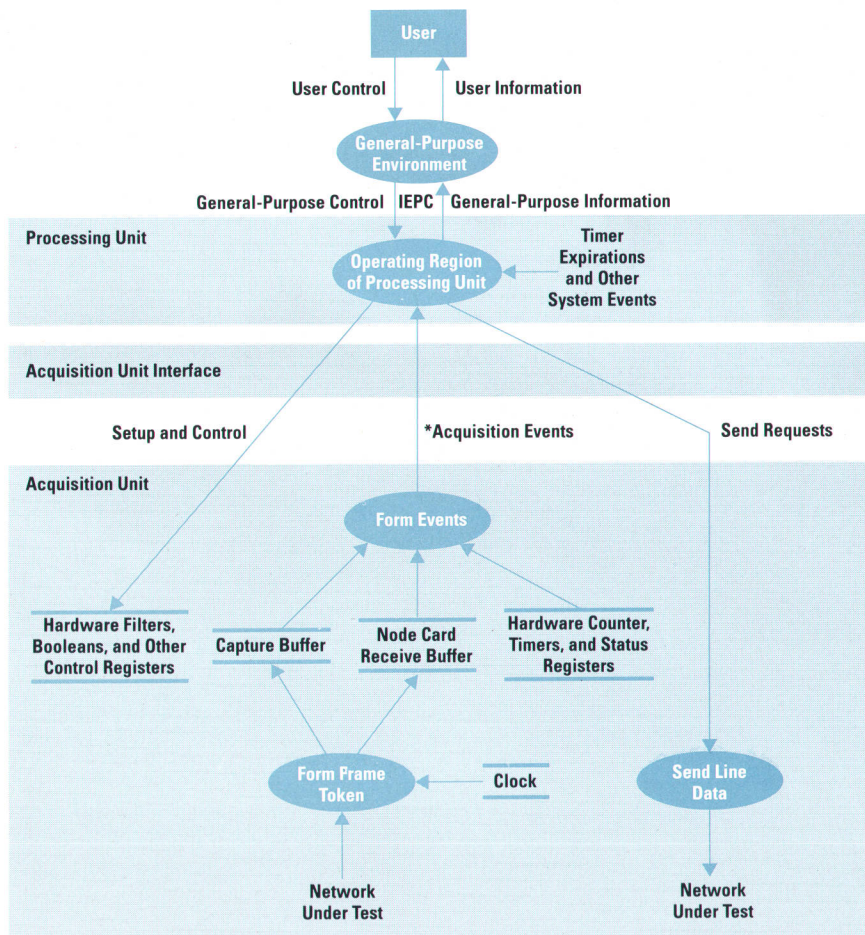 User
User Control
User Information
General-Purpose
Environment
General-Purpose Control
IEPC
General-Purpose Information
Processing Unit
Operating Region
of Processing Unit
Timer
Expirations
and Other
System Events
Acquisition Unit Interface
Setup and Control
*Acquisition Events
Send Requests
Acquisition Unit
Form Events
Hardware Filters,
Booleans, and Other
Control Registers
Capture Buffer
Node Card
Receive Buffer
Hardware Counter,
Timers, and Status
Registers
Form Frame
Token
Clock
Send Line
Data
Network
Under Test
Network
Under Test